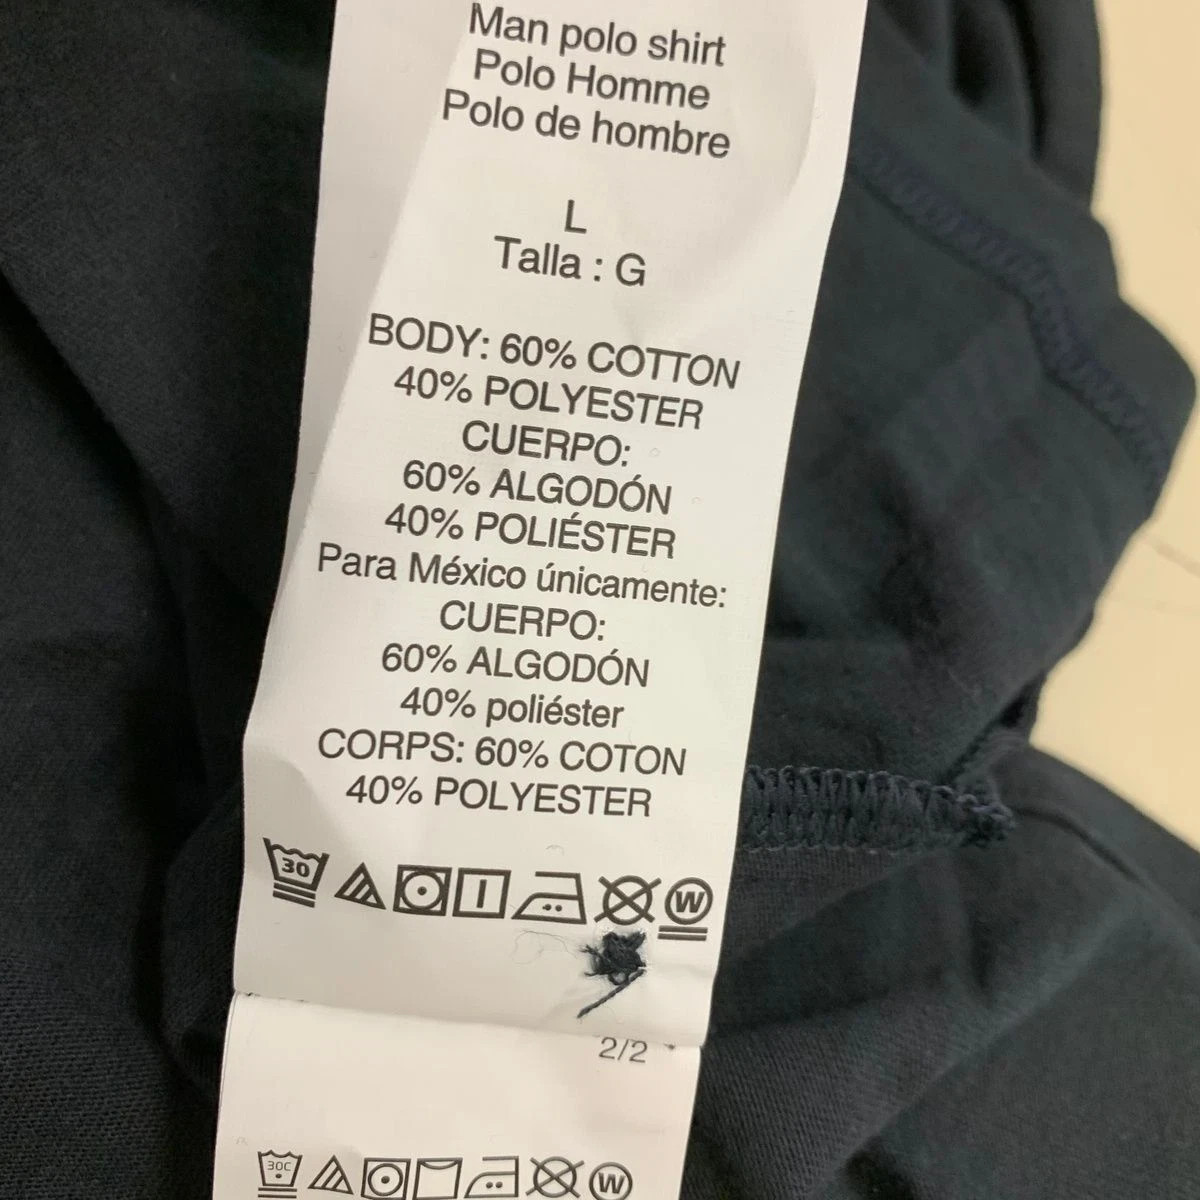 Man polo shirt
Polo Homme
Polo de hombre
L
Talla : G
BODY: 60% COTTON
40% POLYESTER
CUERPO:
60% ALGODÓN
40% POLIÉSTER
Para México únicamente:
CUERPO:
60% ALGODÓN
40% poliéster
CORPS: 60% COTON
40% POLYESTER
30 W
2/2
30C W